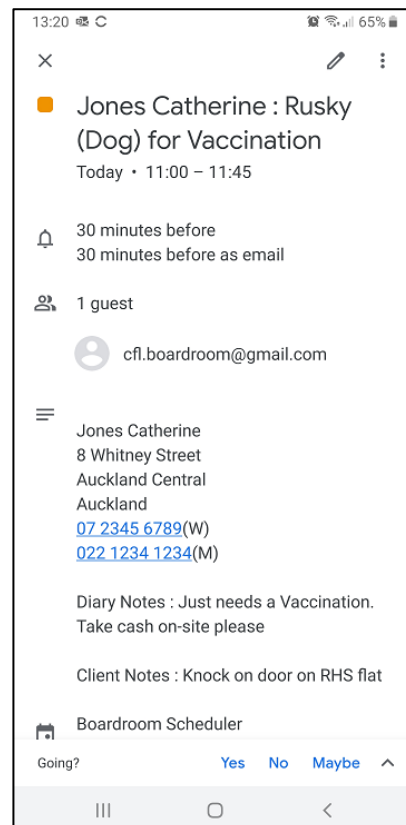 13:20 65%
Jones Catherine : Rusky
(Dog) for Vaccination
Today • 11:00 – 11:45
30 minutes before
30 minutes before as email
1 guest
cfl.boardroom@gmail.com
Jones Catherine
8 Whitney Street
Auckland Central
Auckland
07 2345 6789(W)
022 1234 1234(M)
Diary Notes : Just needs a Vaccination.
Take cash on-site please
Client Notes : Knock on door on RHS flat
Boardroom Scheduler
Going? Yes No Maybe